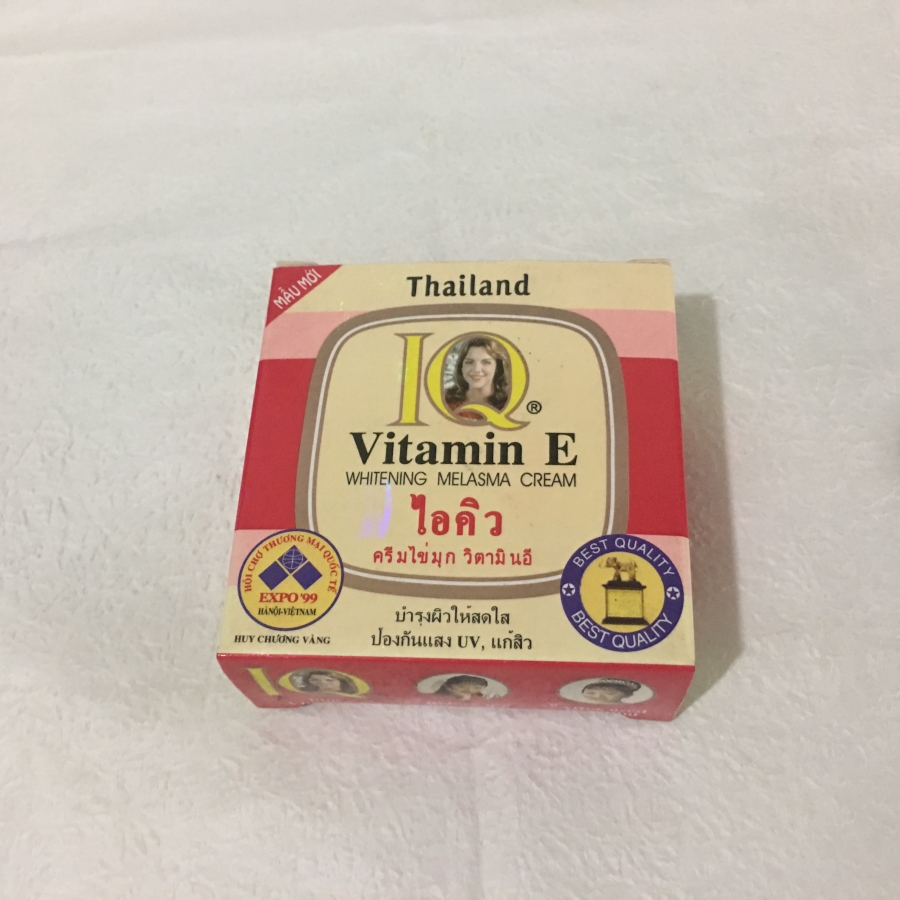 MẪU MỚI
Thailand
IQ®
Vitamin E
WHITENING MELASMA CREAM
ไอคิว
ครีมไข่มุก วิตามินอี
HỘI CHỢ THƯƠNG MẠI QUỐC TẾ
EXPO '99
HÀNỘI-VIỆTNAM
HUY CHƯƠNG VÀNG
บำรุงผิวให้สดใส
ป้องกันแสง UV, แก้สิว
BEST QUALITY
BEST QUALITY
IQ